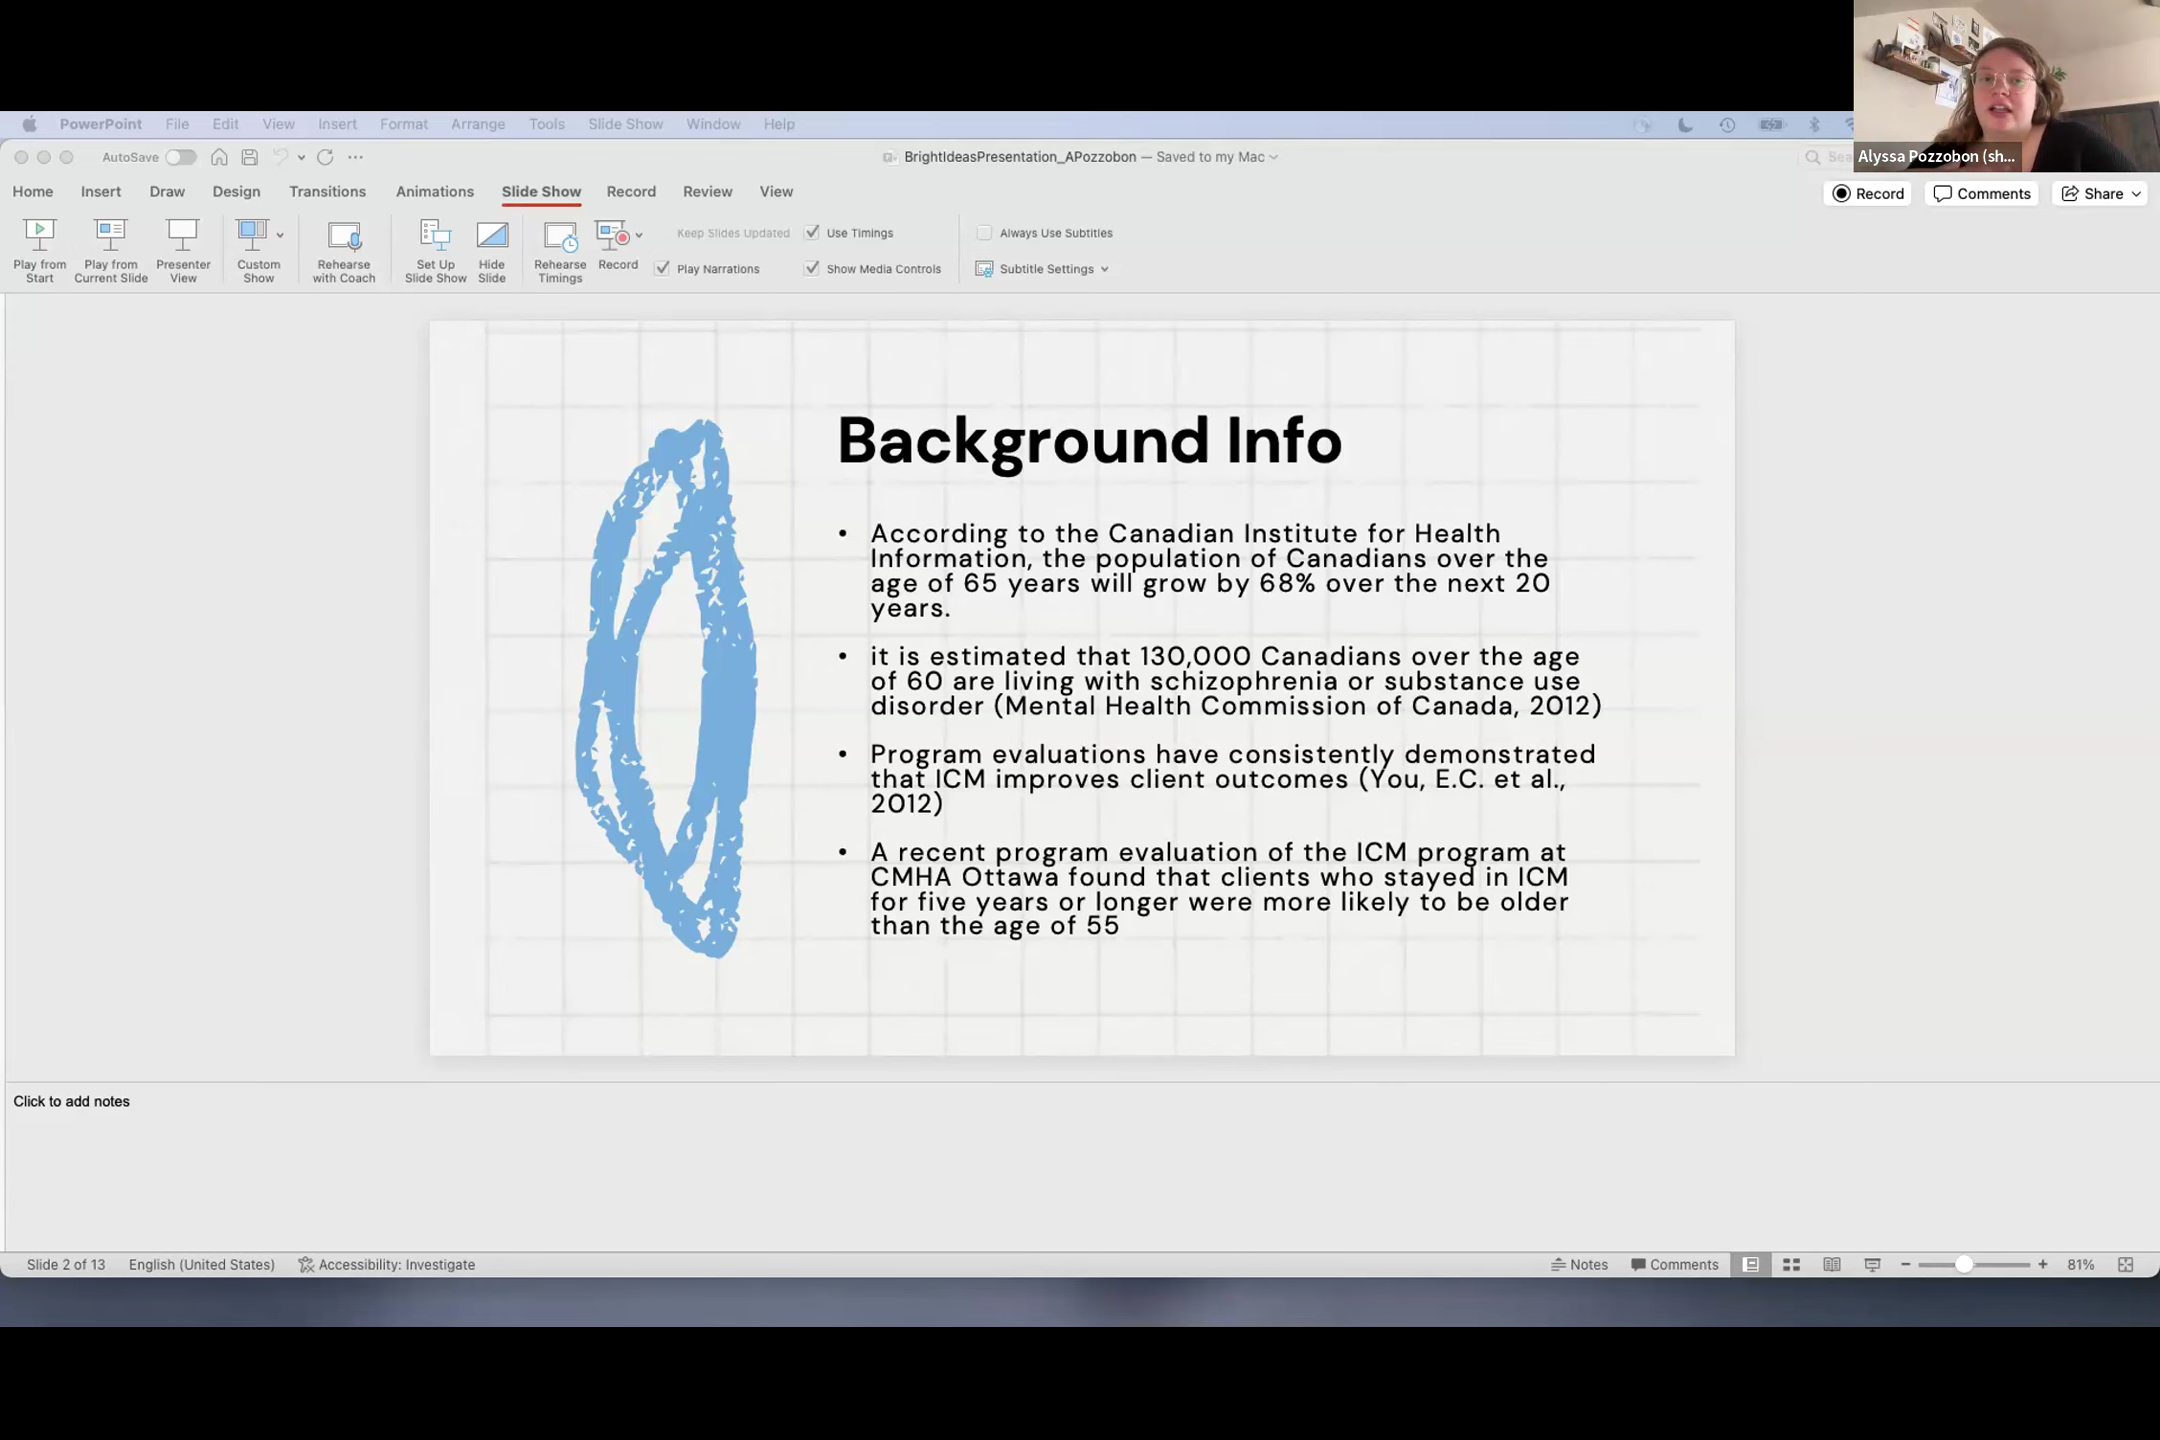 Alyssa Pozzobon (sh...
PowerPoint File Edit View Insert Format Arrange Tools Slide Show Window Help
AutoSave
BrightIdeasPresentation_APozzobon — Saved to my Mac
Home Insert Draw Design Transitions Animations Slide Show Record Review View
Record Comments Share
Keep Slides Updated Use Timings Always Use Subtitles
Play from Start
Play from Current Slide
Presenter View
Custom Show
Rehearse with Coach
Set Up Slide Show
Hide Slide
Rehearse Timings
Record
Play Narrations Show Media Controls Subtitle Settings
Background Info
• According to the Canadian Institute for Health
Information, the population of Canadians over the
age of 65 years will grow by 68% over the next 20
years.
• it is estimated that 130,000 Canadians over the age
of 60 are living with schizophrenia or substance use
disorder (Mental Health Commission of Canada, 2012)
• Program evaluations have consistently demonstrated
that ICM improves client outcomes (You, E.C. et al.,
2012)
• A recent program evaluation of the ICM program at
CMHA Ottawa found that clients who stayed in ICM
for five years or longer were more likely to be older
than the age of 55
Click to add notes
Slide 2 of 13 English (United States) Accessibility: Investigate Notes Comments 81%